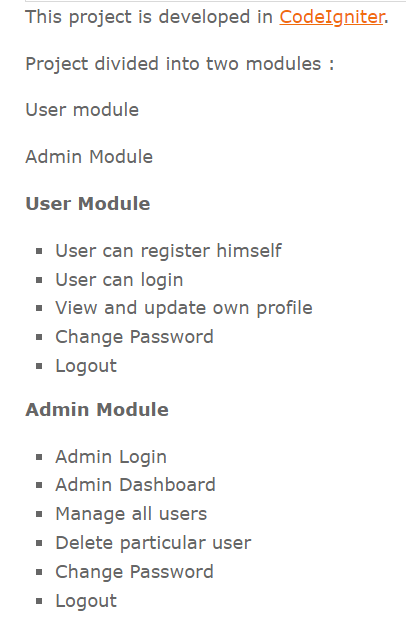 This project is developed in CodeIgniter.
Project divided into two modules :
User module
Admin Module
User Module
User can register himself
User can login
View and update own profile
Change Password
Logout
Admin Module
Admin Login
Admin Dashboard
Manage all users
Delete particular user
Change Password
Logout